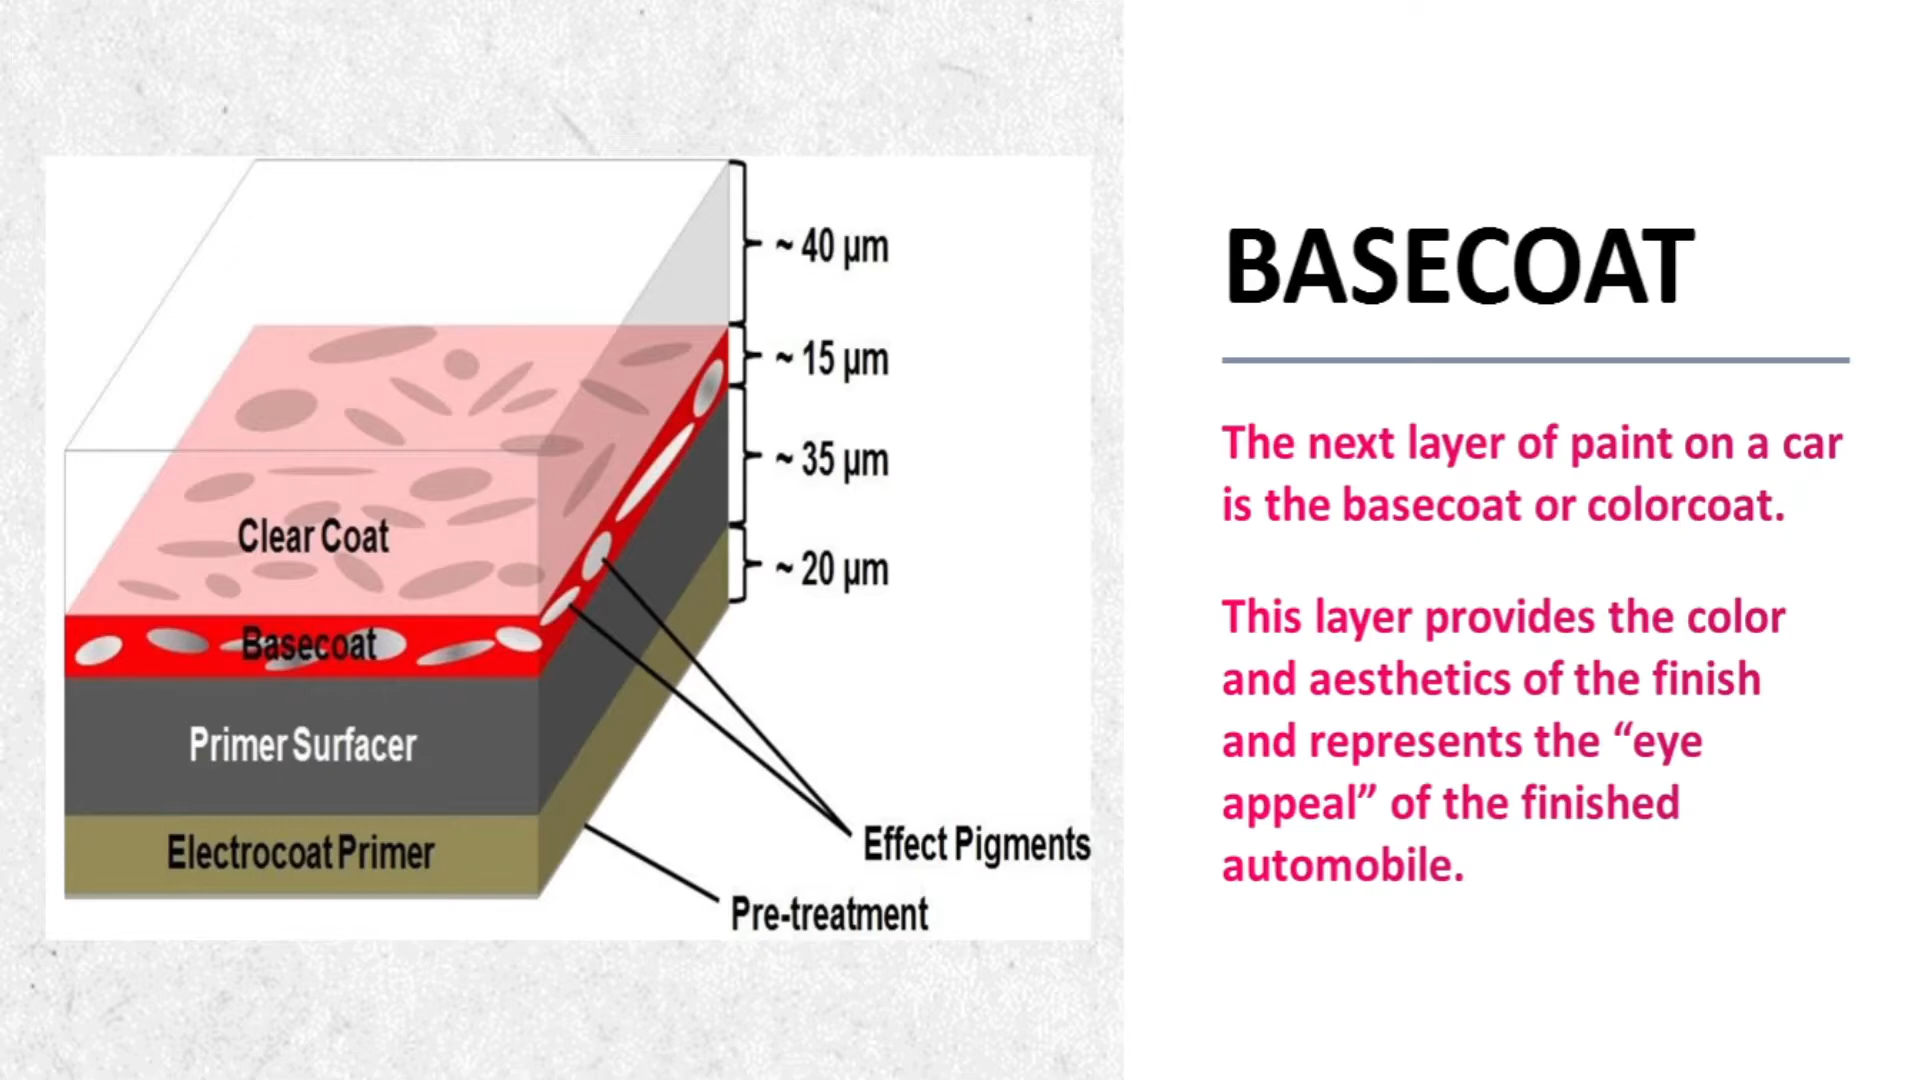 ~ 40 µm
~ 15 µm
~ 35 µm
~ 20 µm
Clear Coat
Basecoat
Primer Surfacer
Electrocoat Primer
Effect Pigments
Pre-treatment
BASECOAT
The next layer of paint on a car
is the basecoat or colorcoat.
This layer provides the color
and aesthetics of the finish
and represents the “eye
appeal” of the finished
automobile.